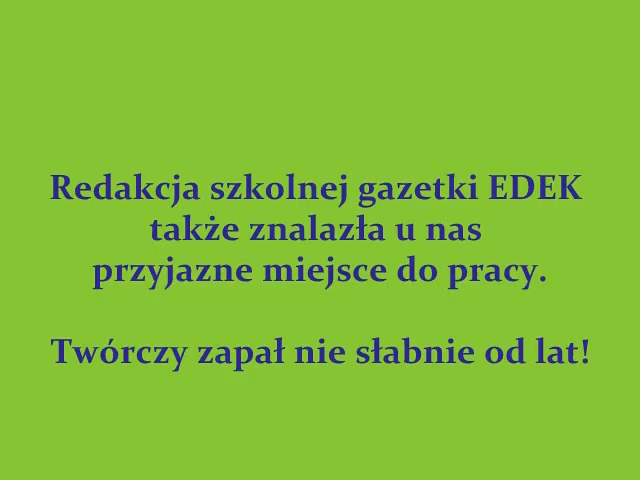 Redakcja szkolnej gazetki EDEK
także znalazła u nas
przyjazne miejsce do pracy.
Twórczy zapał nie słabnie od lat!